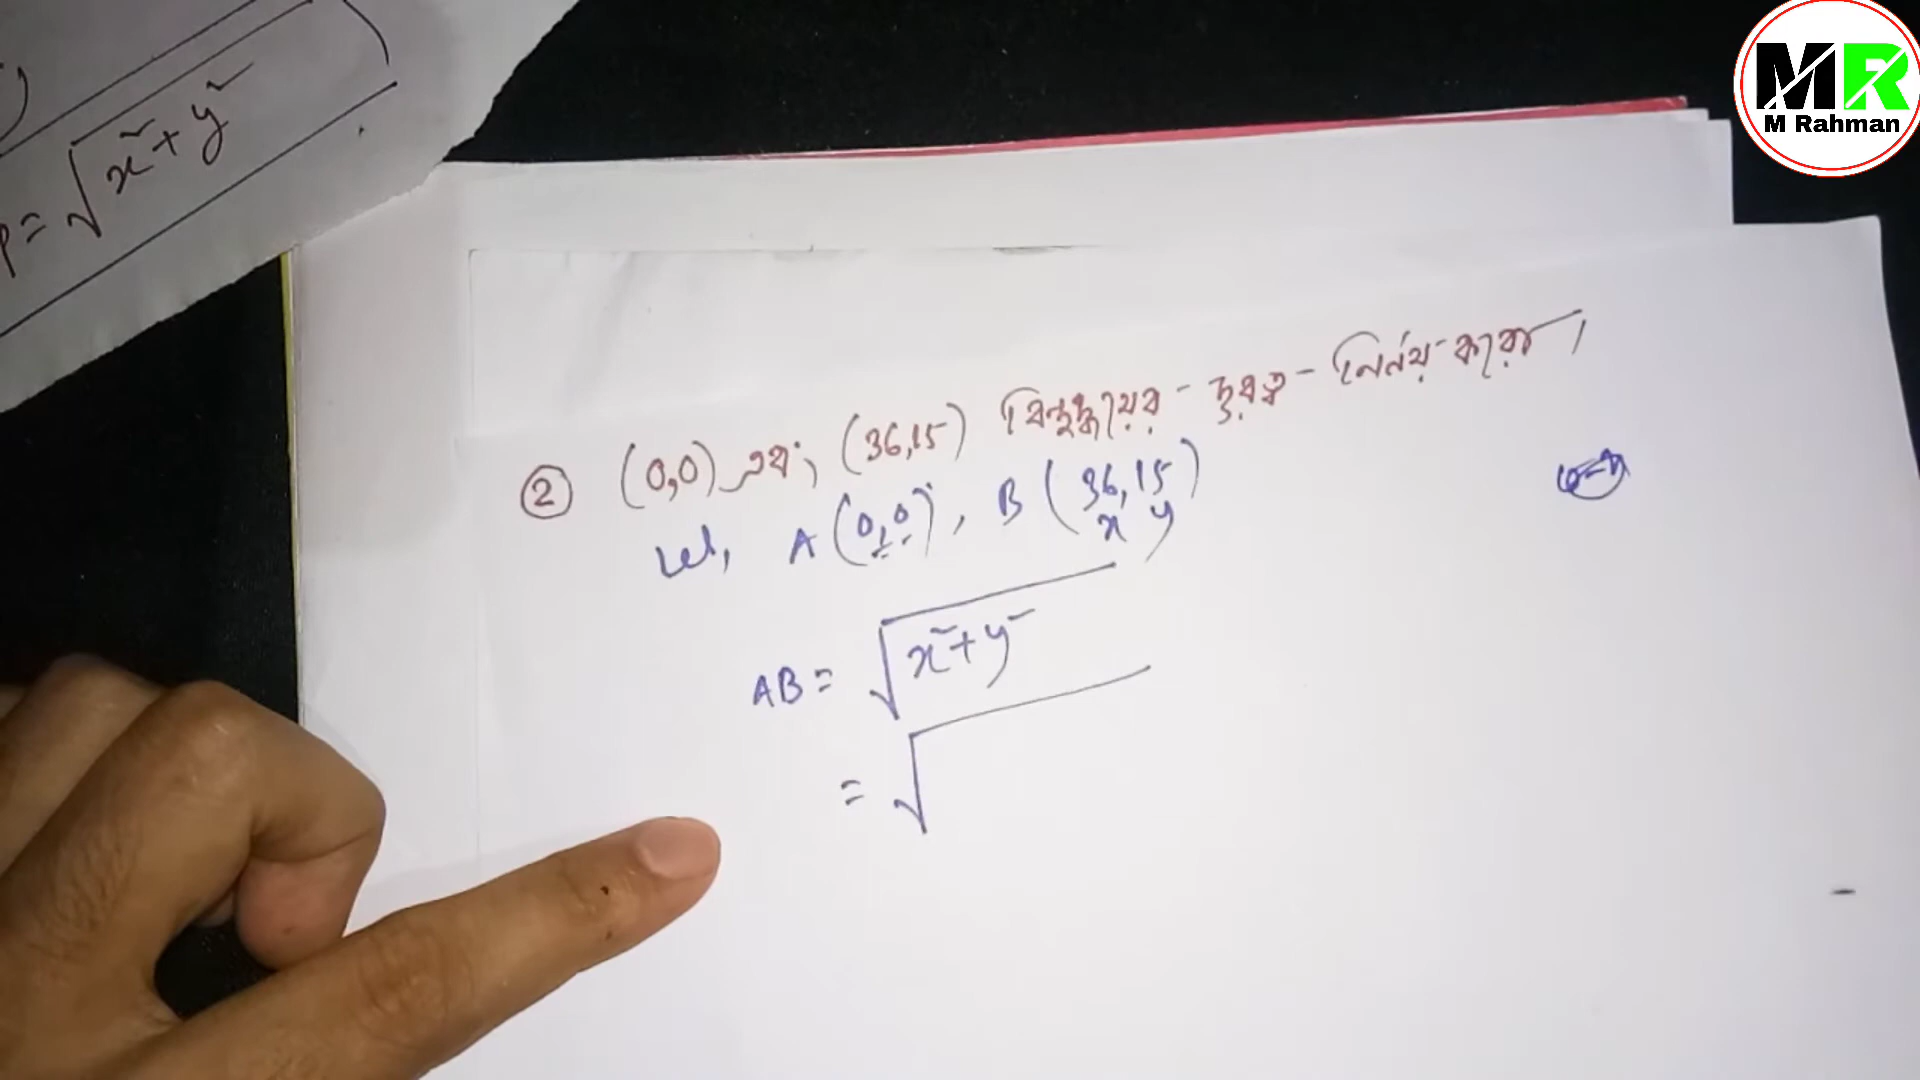 P = √x² + y²
② (0,0) এবং, (36,15) বিন্দুদ্বয়ের দূরত্ব নির্ণয় করো।
Let, A (0,0), B (36,15)
x y
AB = √x² + y²
= √
MR
M Rahman